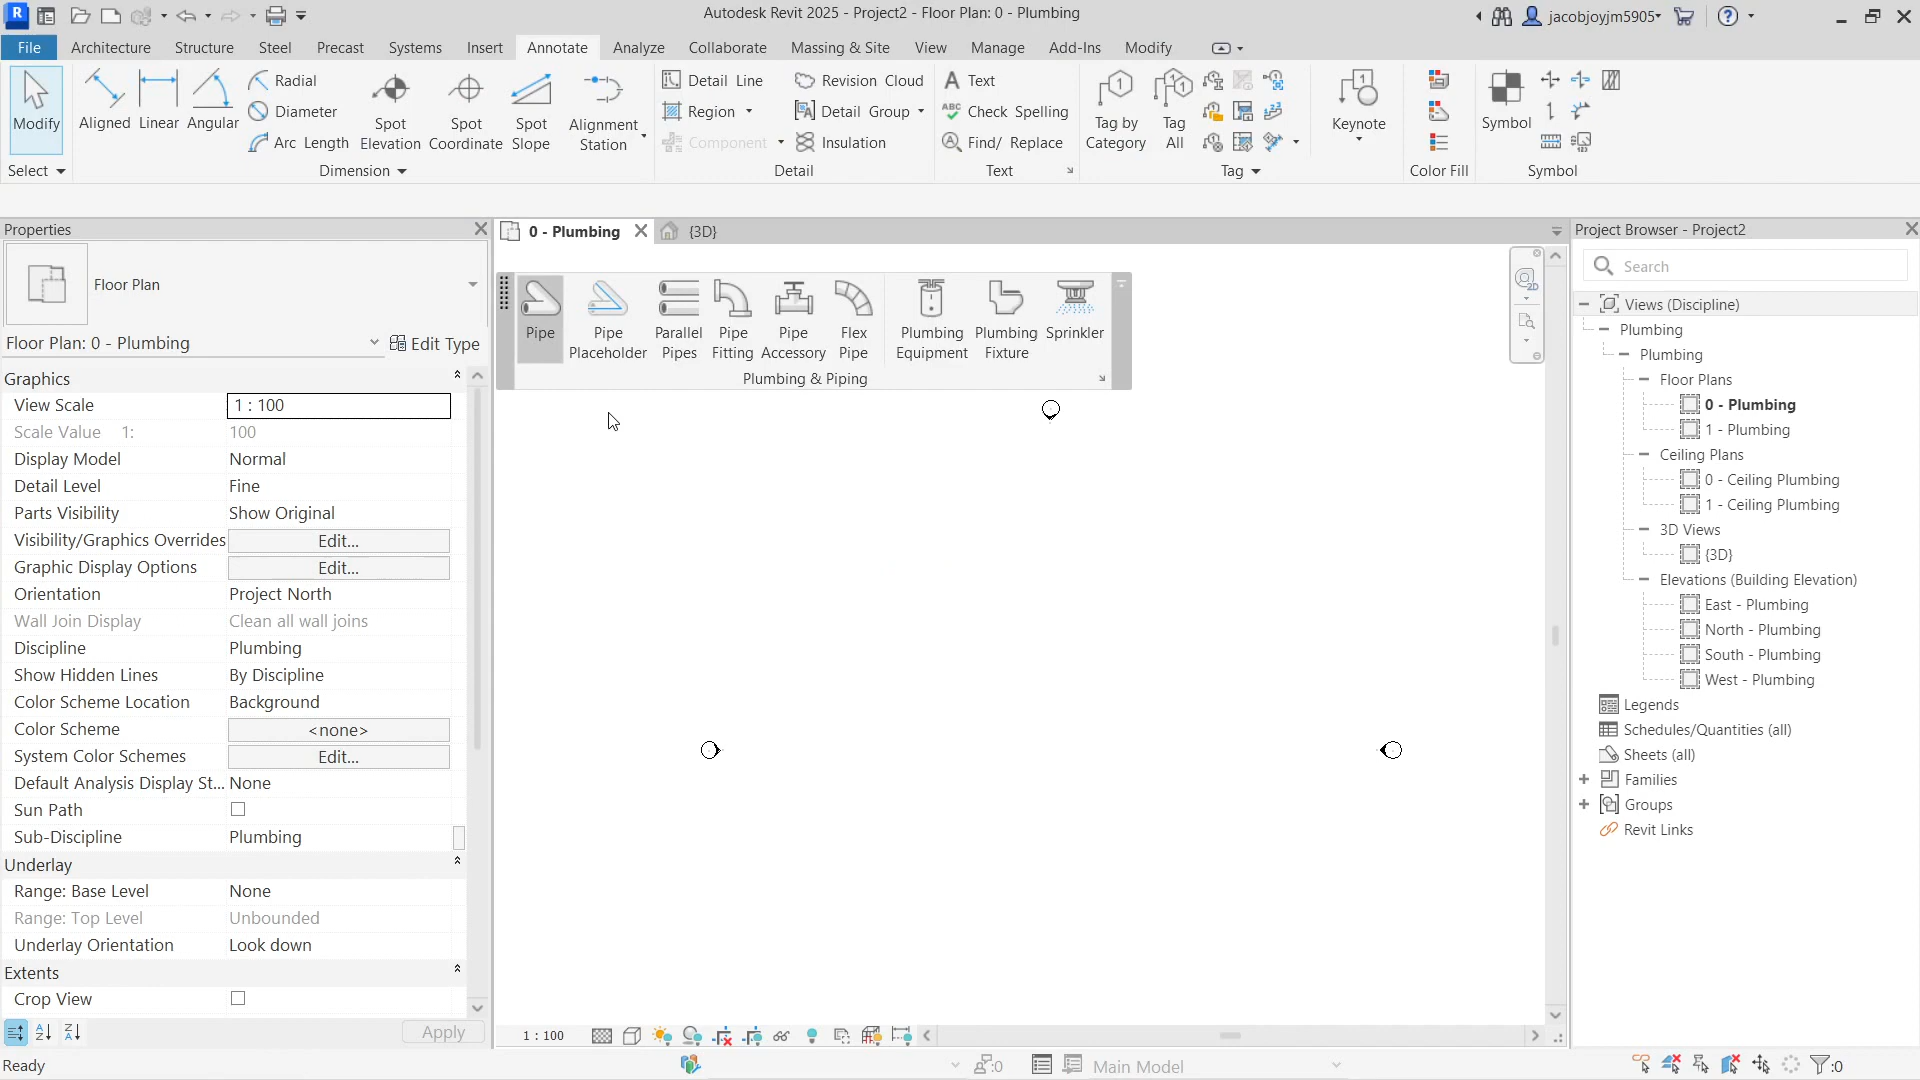 Autodesk Revit 2025 - Project2 - Floor Plan: 0 - Plumbing
jacobjoyjm5905
File Architecture Structure Steel Precast Systems Insert Annotate Analyze Collaborate Massing & Site View Manage Add-Ins Modify
Modify
Select
Aligned
Linear
Angular
Radial
Diameter
Arc Length
Spot
Elevation
Spot
Coordinate
Spot
Slope
Alignment
Station
Dimension
Detail Line
Region
Component
Revision Cloud
Detail Group
Insulation
Detail
Text
Check Spelling
Find/ Replace
Text
Tag by
Category
Tag
All
Tag
Keynote
Color Fill
Symbol
Symbol
Properties
Floor Plan
Floor Plan: 0 - Plumbing
Edit Type
Graphics
View Scale 1 : 100
Scale Value 1: 100
Display Model Normal
Detail Level Fine
Parts Visibility Show Original
Visibility/Graphics Overrides Edit...
Graphic Display Options Edit...
Orientation Project North
Wall Join Display Clean all wall joins
Discipline Plumbing
Show Hidden Lines By Discipline
Color Scheme Location Background
Color Scheme <none>
System Color Schemes Edit...
Default Analysis Display St... None
Sun Path
Sub-Discipline Plumbing
Underlay
Range: Base Level None
Range: Top Level Unbounded
Underlay Orientation Look down
Extents
Crop View
Apply
0 - Plumbing
{3D}
Pipe
Pipe
Placeholder
Parallel
Pipes
Pipe
Fitting
Pipe
Accessory
Flex
Pipe
Plumbing
Equipment
Plumbing
Fixture
Sprinkler
Plumbing & Piping
2D
1 : 100
Project Browser - Project2
Search
Views (Discipline)
Plumbing
Plumbing
Floor Plans
0 - Plumbing
1 - Plumbing
Ceiling Plans
0 - Ceiling Plumbing
1 - Ceiling Plumbing
3D Views
{3D}
Elevations (Building Elevation)
East - Plumbing
North - Plumbing
South - Plumbing
West - Plumbing
Legends
Schedules/Quantities (all)
Sheets (all)
Families
Groups
Revit Links
Ready
:0
Main Model
:0